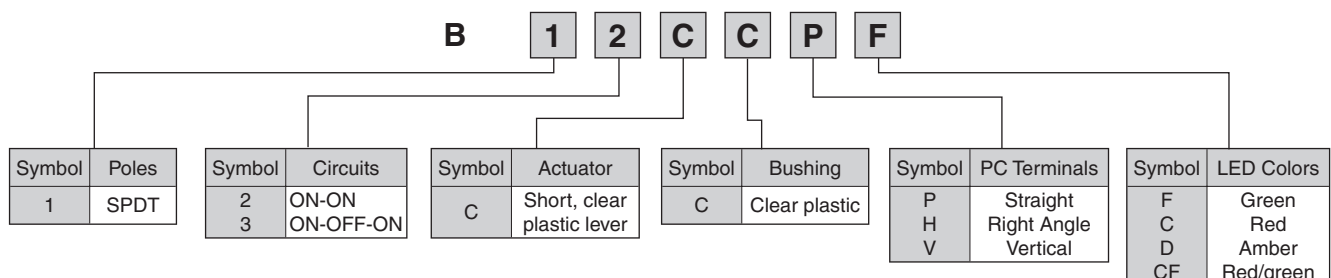 B 1 2 C C P F
Symbol Poles
1 SPDT
Symbol Circuits
2 ON-ON
3 ON-OFF-ON
Symbol Actuator
C Short, clear
plastic lever
Symbol Bushing
C Clear plastic
Symbol PC Terminals
P Straight
H Right Angle
V Vertical
Symbol LED Colors
F Green
C Red
D Amber
CF Red/green